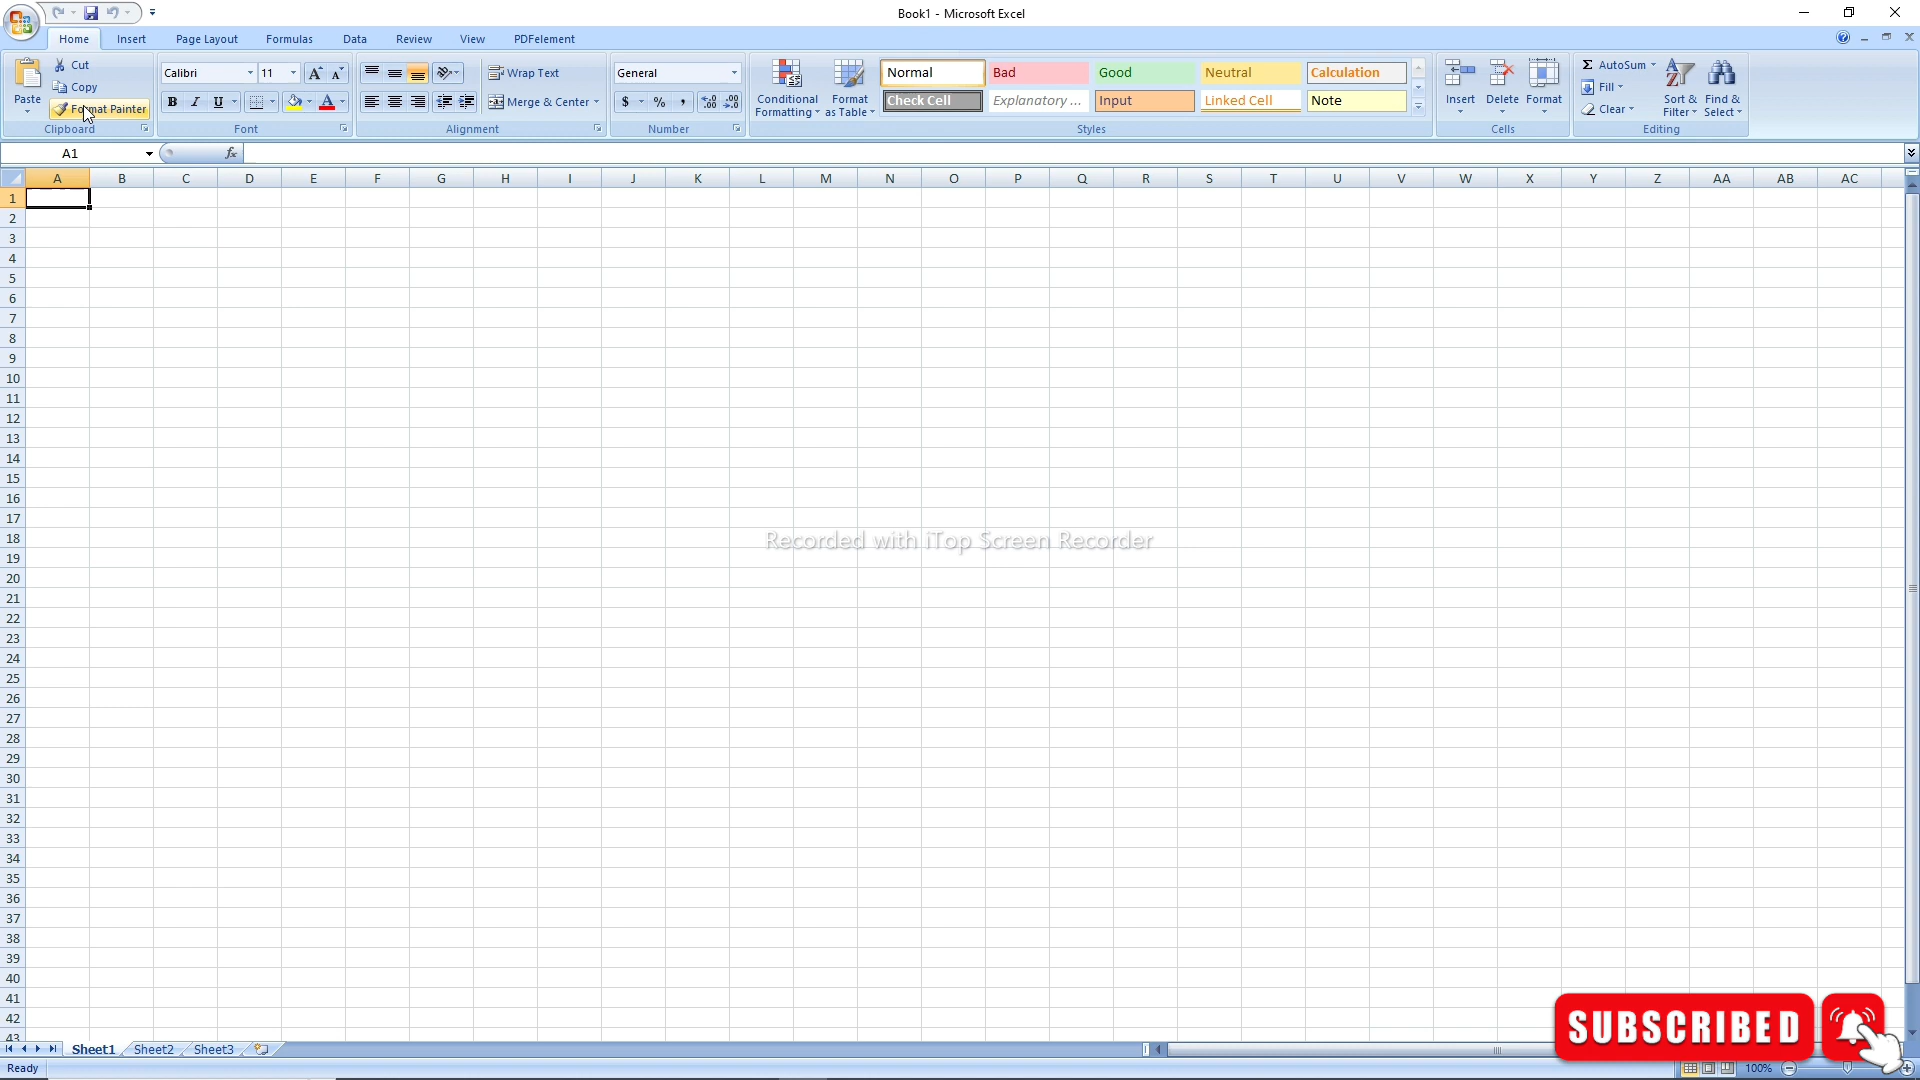 Book1 - Microsoft Excel
Home Insert Page Layout Formulas Data Review View PDFelement
Paste
Cut
Copy
Format Painter
Clipboard
Calibri 11
B I U
Font
Wrap Text
Merge & Center
Alignment
General
$ % ,
Number
Conditional Formatting
Format as Table
Normal Bad Good Neutral Calculation
Check Cell Explanatory ... Input Linked Cell Note
Styles
Insert Delete Format
Cells
Σ AutoSum
Fill
Clear
Sort & Filter
Find & Select
Editing
A1 fx
A B C D E F G H I J K L M N O P Q R S T U V W X Y Z AA AB AC
1
2
3
4
5
6
7
8
9
10
11
12
13
14
15
16
17
18
19
20
21
22
23
24
25
26
27
28
29
30
31
32
33
34
35
36
37
38
39
40
41
42
43
Recorded with iTop Screen Recorder
SUBSCRIBED
Sheet1 Sheet2 Sheet3
Ready
100%